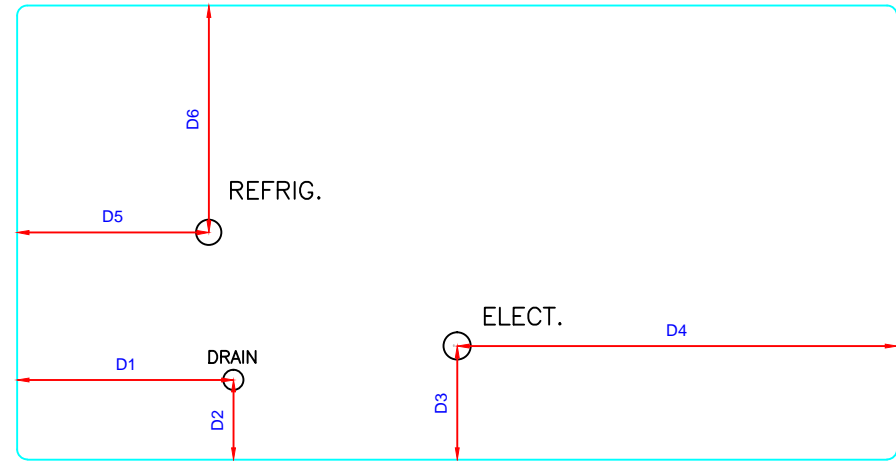 D6
REFRIG.
D5
ELECT.
D4
DRAIN
D1
D3
D2